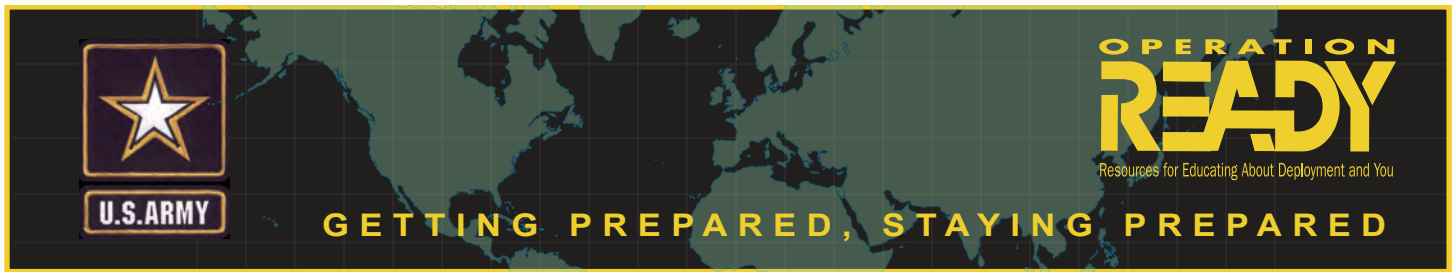 U.S.ARMY
OPERATION
READY
Resources for Educating About Deployment and You
GETTING PREPARED, STAYING PREPARED